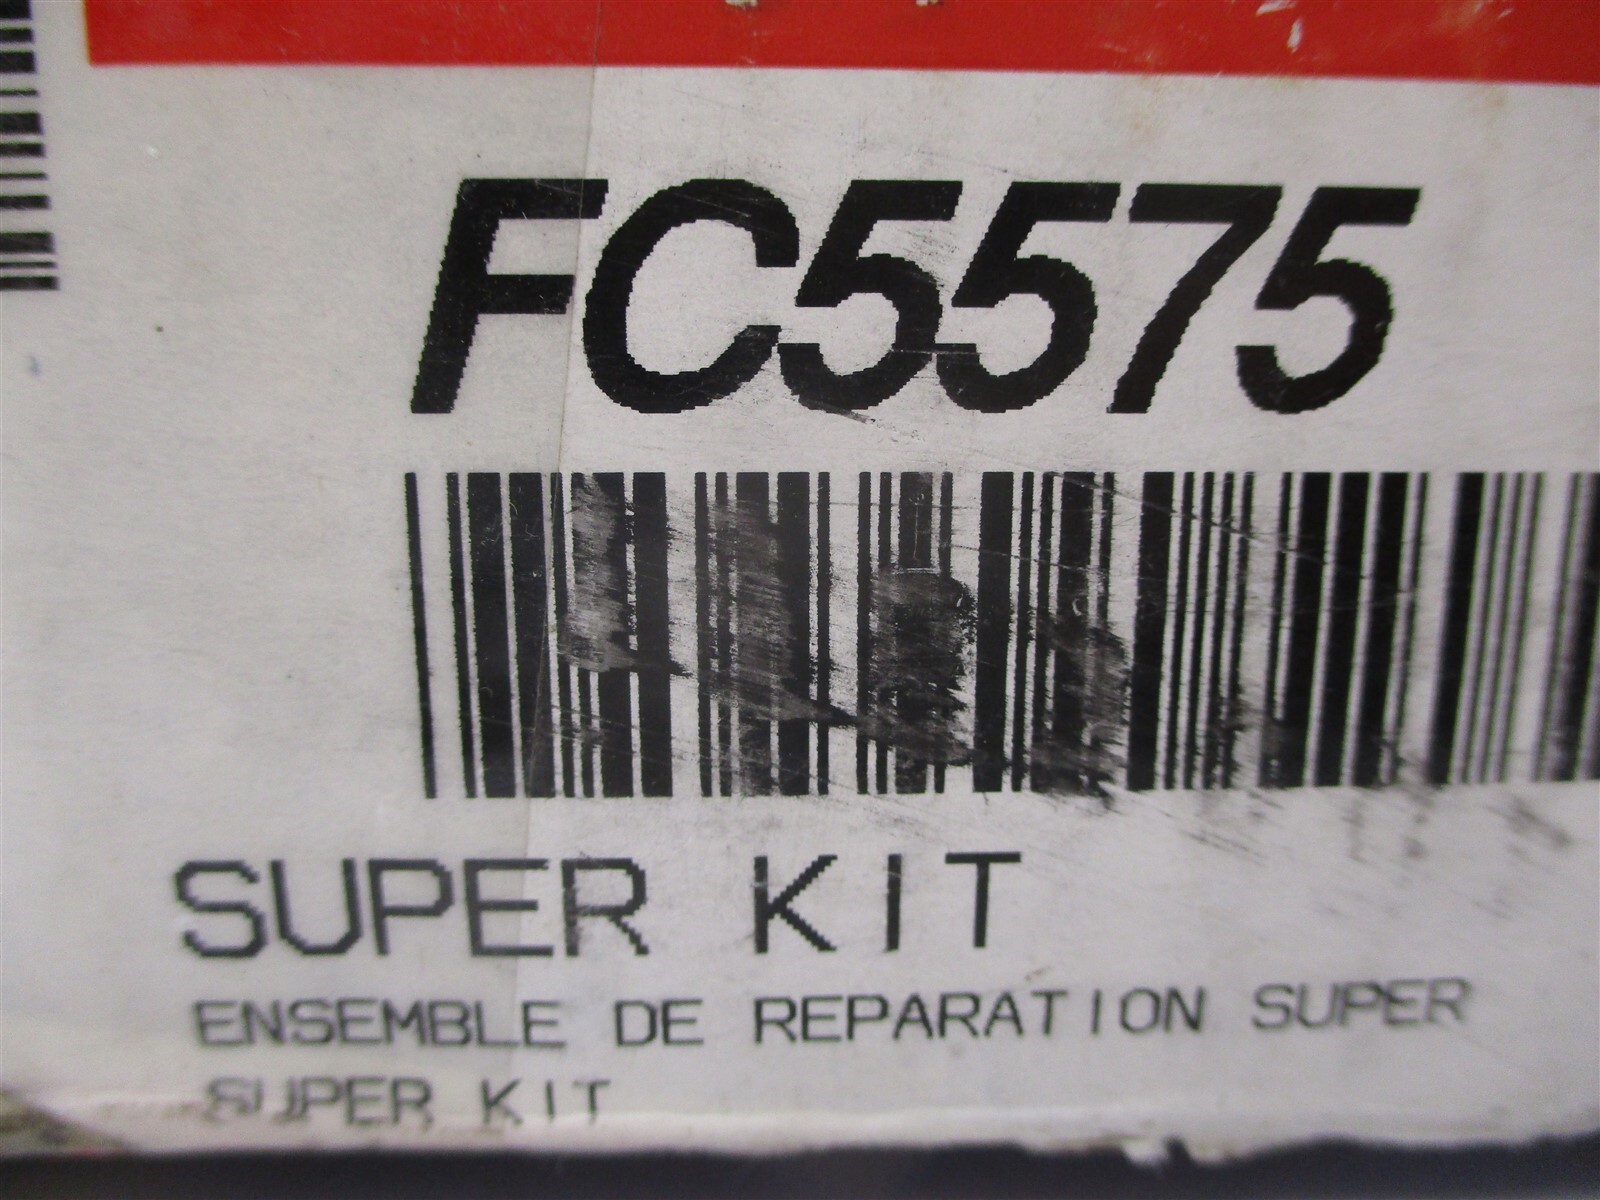 FC5575
SUPER KIT
ENSEMBLE DE REPARATION SUPER
SUPER KIT